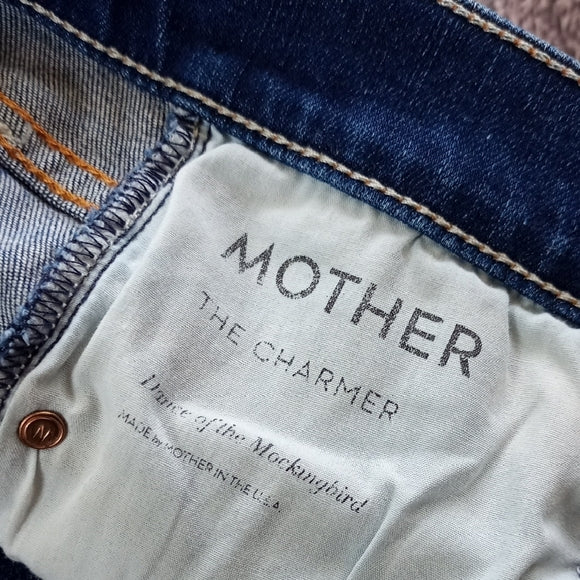 MOTHER
THE CHARMER
Dance of the Mockingbird
MADE by MOTHER IN THE U.S.A.
M